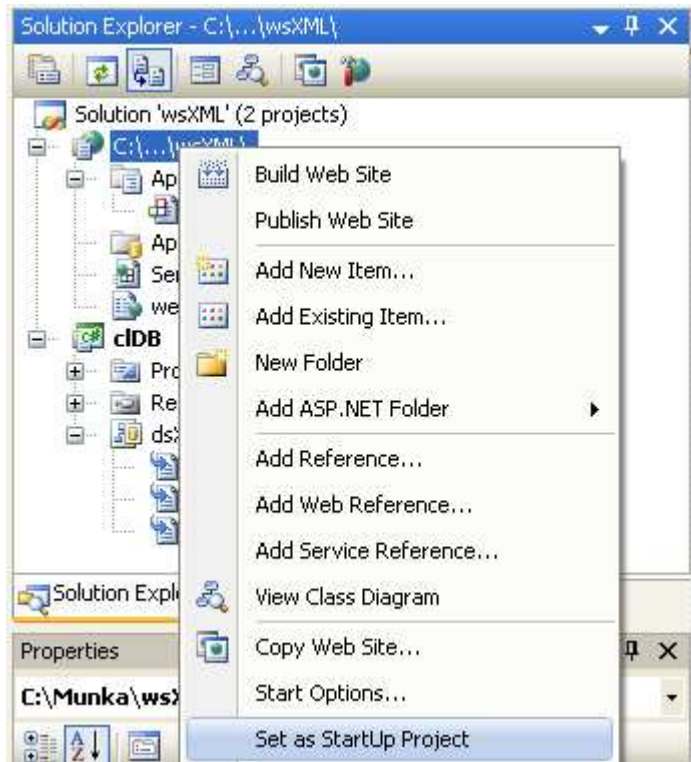 Solution Explorer - C:\...\wsXML\
Solution 'wsXML' (2 projects)
C:\...\wsXML\
Ap
Build Web Site
Publish Web Site
Ap
Add New Item...
Ser
Add Existing Item...
we
clDB
New Folder
Pro
Add ASP.NET Folder
Re
dsX
Add Reference...
Add Web Reference...
Add Service Reference...
Solution Expl
View Class Diagram
Properties
Copy Web Site...
C:\Munka\wsX
Start Options...
Set as StartUp Project